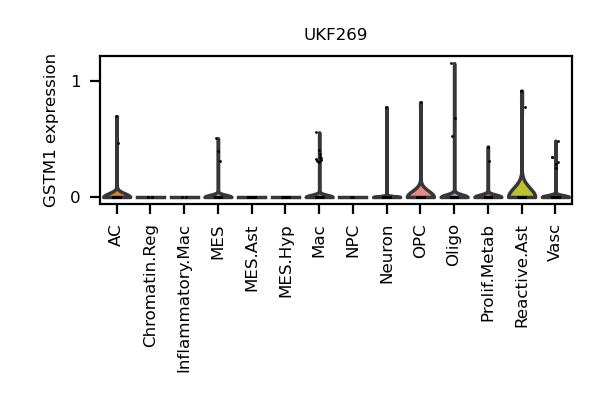 UKF269
GSTM1 expression
1
0
AC
Chromatin.Reg
Inflammatory.Mac
MES
MES.Ast
MES.Hyp
Mac
NPC
Neuron
OPC
Oligo
Prolif.Metab
Reactive.Ast
Vasc